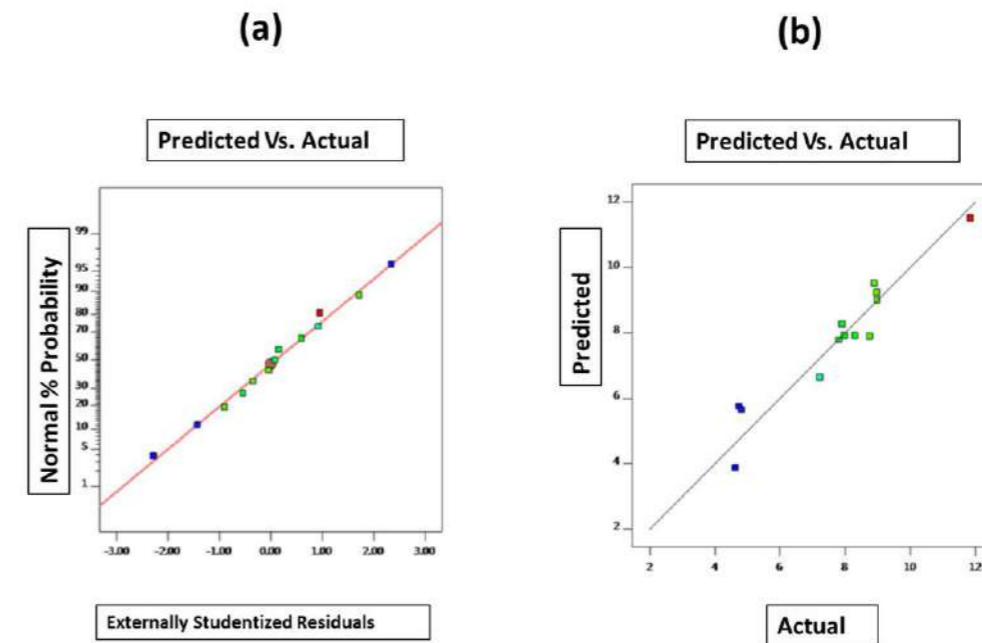 (a)
(b)
Predicted Vs. Actual
Predicted Vs. Actual
Normal % Probability
99
95
90
80
70
50
30
20
10
5
1
-3.00 -2.00 -1.00 0.00 1.00 2.00 3.00
Externally Studentized Residuals
Predicted
12
10
8
6
4
2
2 4 6 8 10 12
Actual